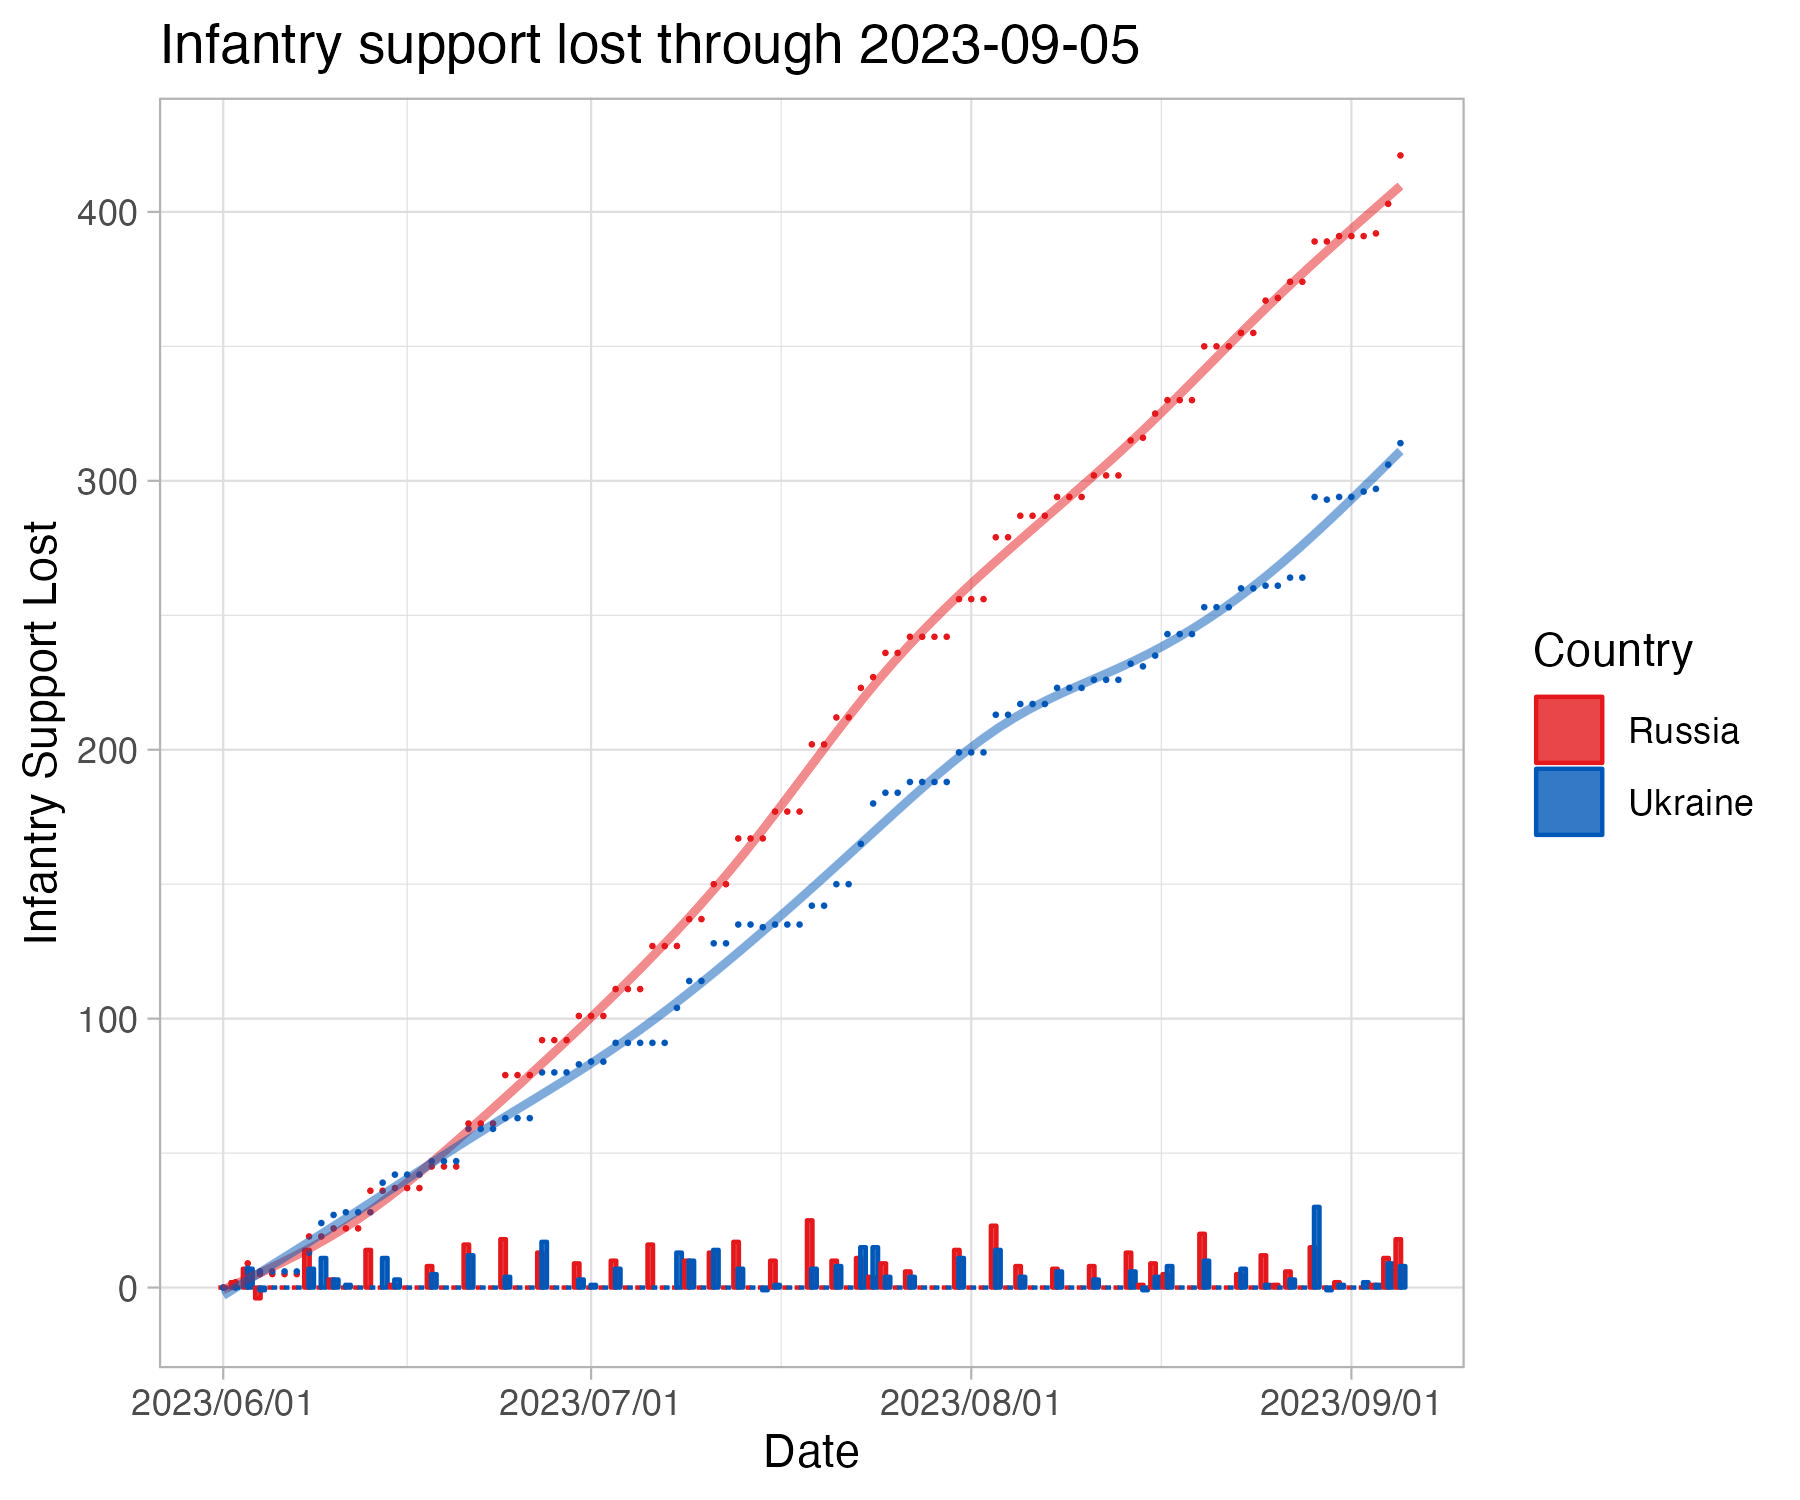 Infantry support lost through 2023-09-05
Infantry Support Lost
400
300
200
100
0
2023/06/01
2023/07/01
2023/08/01
2023/09/01
Date
Country
Russia
Ukraine